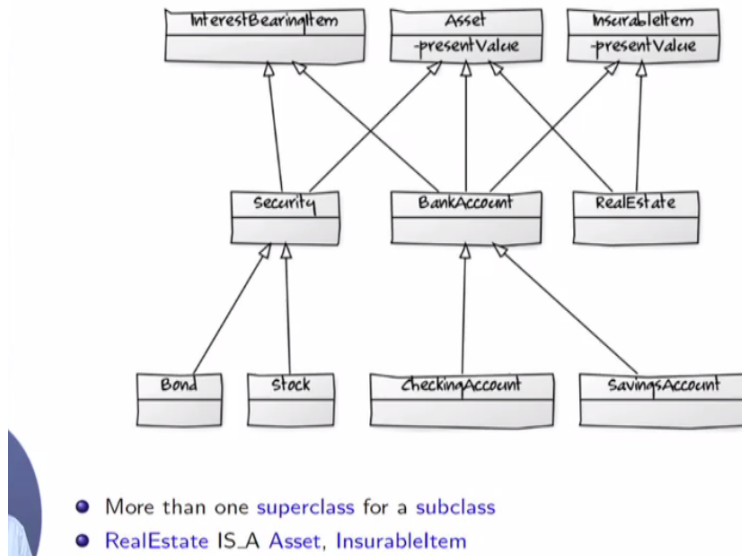 InterestBearingItem
Asset
InsurableItem
-presentValue
-presentValue
Security
BankAccount
RealEstate
Bond
Stock
CheckingAccount
SavingsAccount
More than one superclass for a subclass
RealEstate IS_A Asset, InsurableItem